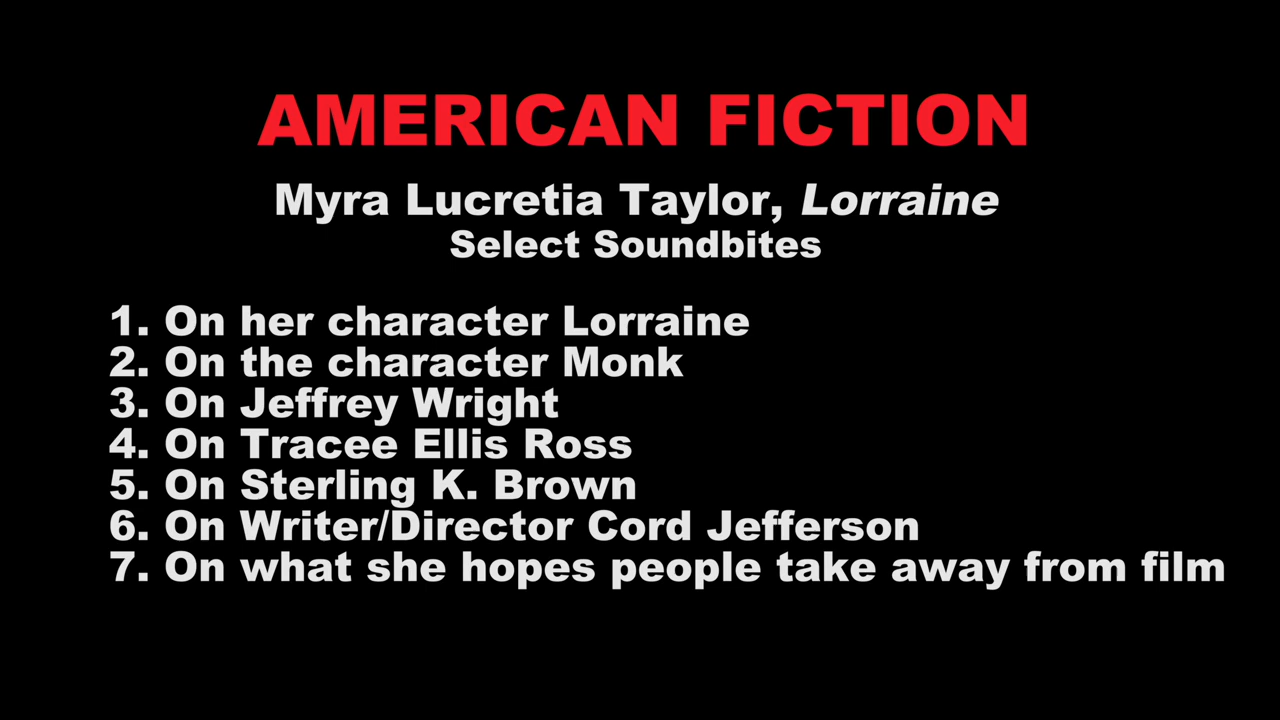 AMERICAN FICTION
Myra Lucretia Taylor, Lorraine
Select Soundbites
1. On her character Lorraine
2. On the character Monk
3. On Jeffrey Wright
4. On Tracee Ellis Ross
5. On Sterling K. Brown
6. On Writer/Director Cord Jefferson
7. On what she hopes people take away from film